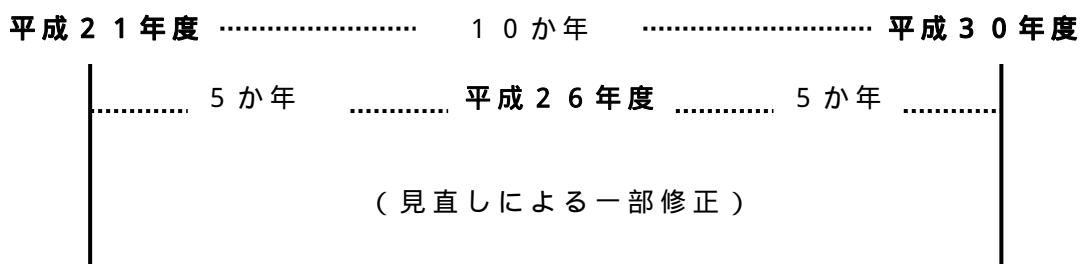 平成２１年度 ………………… １０か年 ………………… 平成３０年度
５か年 ………… 平成２６年度 ………… ５か年
（見直しによる一部修正）